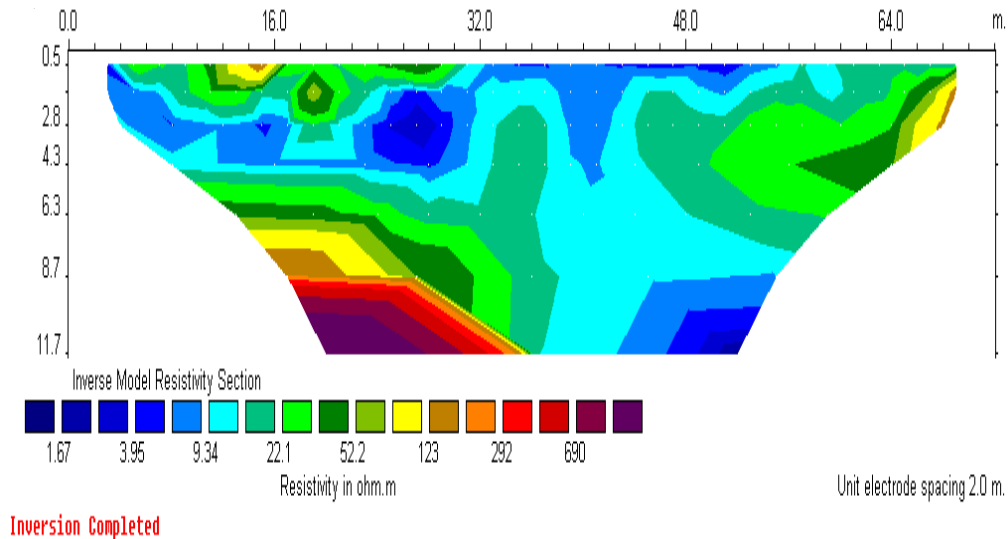 0.0 16.0 32.0 48.0 64.0 m.
0.5
2.8
4.3
6.3
8.7
11.7
Inverse Model Resistivity Section
1.67 3.95 9.34 22.1 52.2 123 292 690
Resistivity in ohm.m
Unit electrode spacing 2.0 m.
Inversion Completed